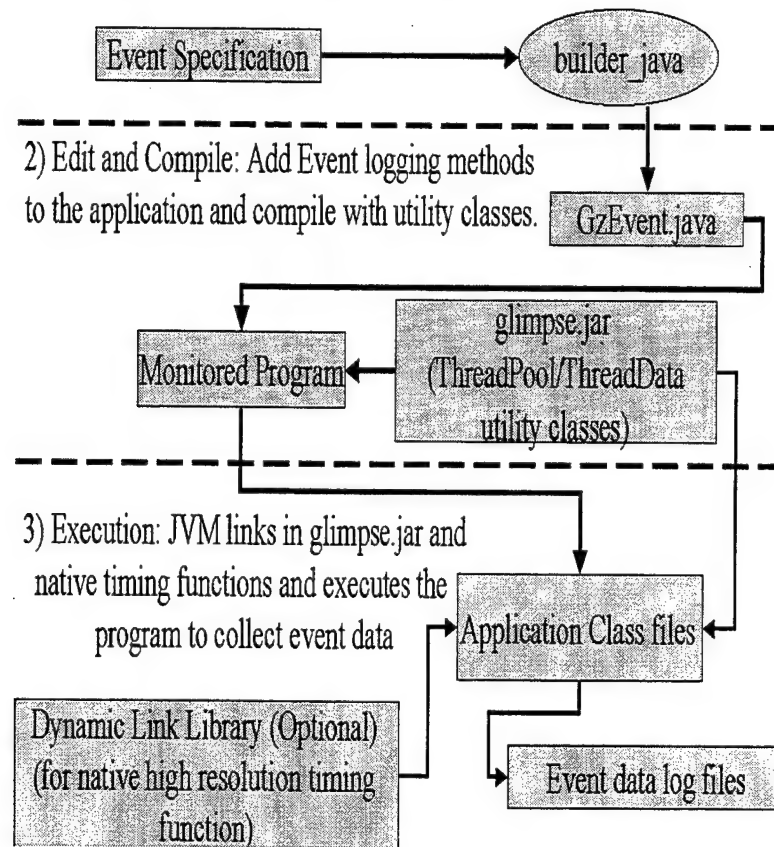 Event Specification
builder_java
2) Edit and Compile: Add Event logging methods
to the application and compile with utility classes.
GzEvent.java
Monitored Program
glimpse.jar
(ThreadPool/ThreadData
utility classes)
3) Execution: JVM links in glimpse.jar and
native timing functions and executes the
program to collect event data
Application Class files
Dynamic Link Library (Optional)
(for native high resolution timing
function)
Event data log files